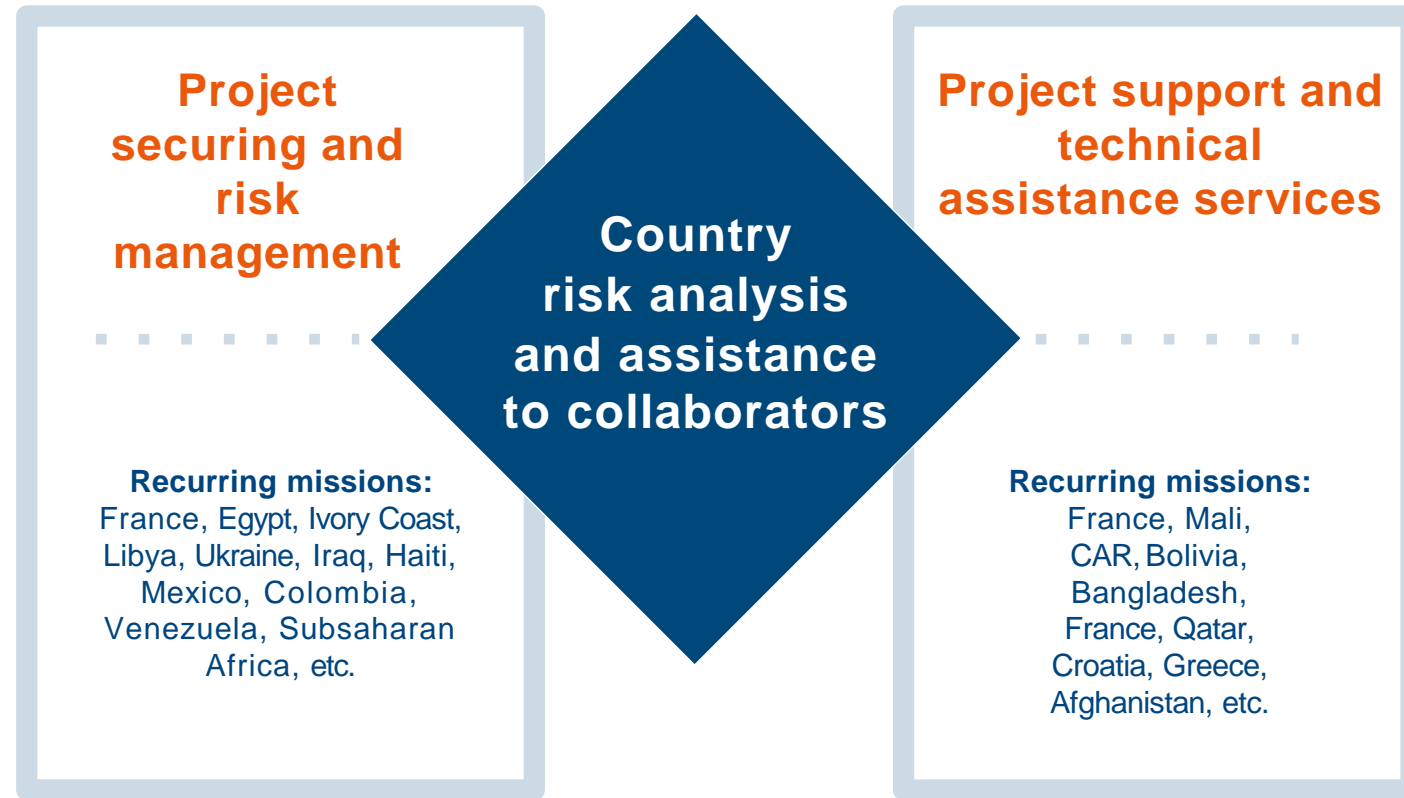 Project
securing and
risk
management
Recurring missions:
France, Egypt, Ivory Coast,
Libya, Ukraine, Iraq, Haiti,
Mexico, Colombia,
Venezuela, Subsaharan
Africa, etc.
Country
risk analysis
and assistance
to collaborators
Project support and
technical
assistance services
Recurring missions:
France, Mali,
CAR, Bolivia,
Bangladesh,
France, Qatar,
Croatia, Greece,
Afghanistan, etc.